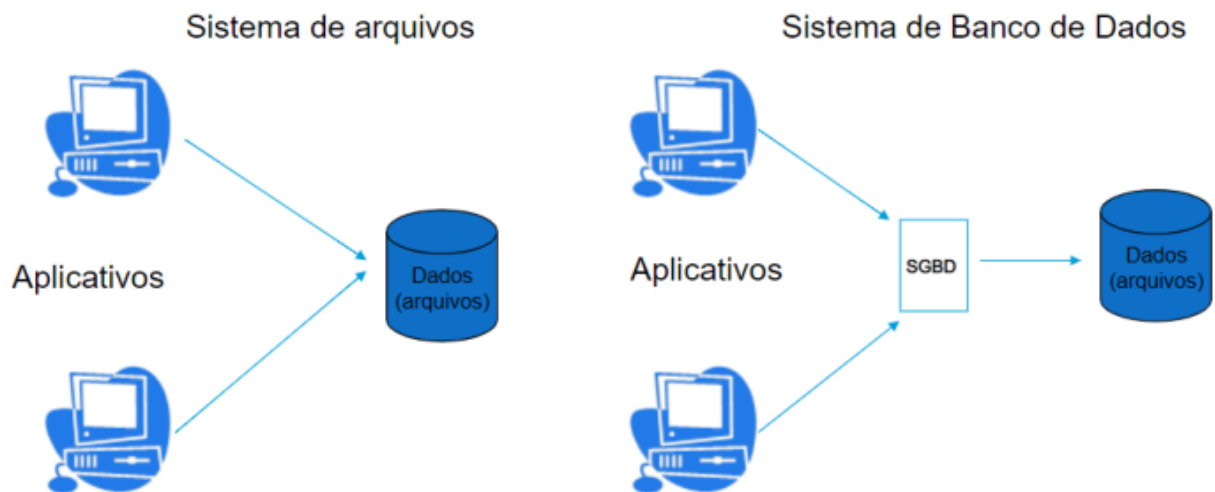 Sistema de arquivos
Aplicativos
Dados
(arquivos)
Sistema de Banco de Dados
Aplicativos
SGBD
Dados
(arquivos)